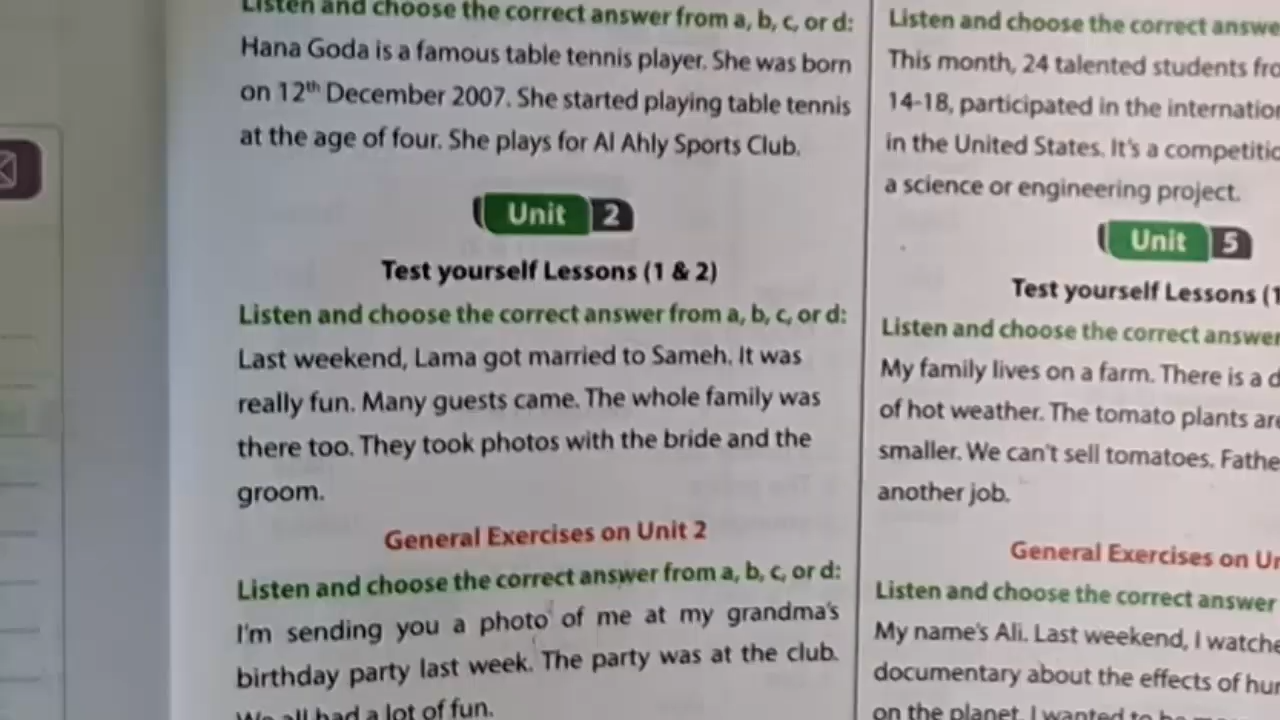 Listen and choose the correct answer from a, b, c, or d:
Hana Goda is a famous table tennis player. She was born
on 12th December 2007. She started playing table tennis
at the age of four. She plays for Al Ahly Sports Club.
Unit 2
Test yourself Lessons (1 & 2)
Listen and choose the correct answer from a, b, c, or d:
Last weekend, Lama got married to Sameh. It was
really fun. Many guests came. The whole family was
there too. They took photos with the bride and the
groom.
General Exercises on Unit 2
Listen and choose the correct answer from a, b, c, or d:
I'm sending you a photo of me at my grandma's
birthday party last week. The party was at the club.
We all had a lot of fun.
Listen and choose the correct
This month, 24 talented students
14-18, participated in the
in the United States. It's a
a science or engineering project.
Unit 5
Test yourself Lessons (1
Listen and choose the correct answer
My family lives on a farm. There is a
of hot weather. The tomato plants
smaller. We can't sell tomatoes.
another job.
General Exercises on
Listen and choose the correct answer
My name's Ali. Last weekend, I
documentary about the effects of
on the planet. I wanted to